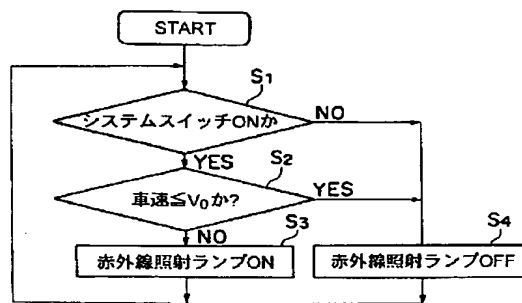 START
S1
システムスイッチONか
NO
YES
S2
車速≦V0か?
YES
NO
S3
赤外線照射ランプON
S4
赤外線照射ランプOFF